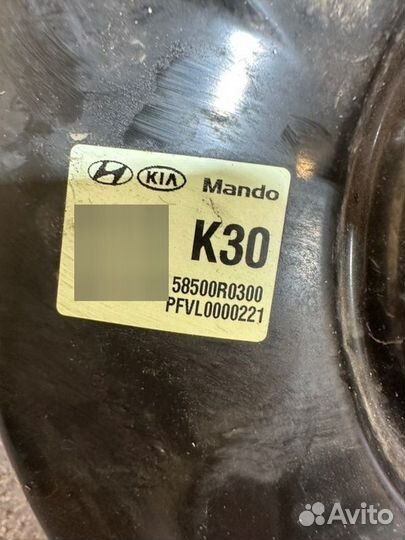 KIA Mando
K30
58500R0300
PFVL0000221
Avito